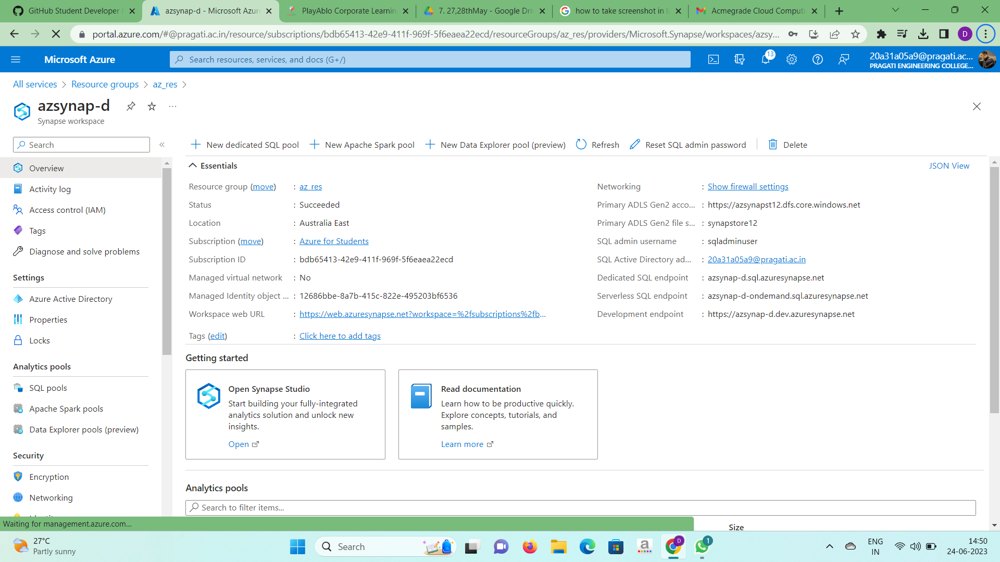 GitHub Student Developer
azsynap-d - Microsoft Azur
PlayAblo Corporate Learnin
7. 27,28thMay - Google Driv
how to take screenshot in l
Acmegrade Cloud Computi
portal.azure.com/#@pragati.ac.in/resource/subscriptions/bdb65413-42e9-411f-969f-5f6eaea22ecd/resourceGroups/az_res/providers/Microsoft.Synapse/workspaces/azsy...
D
Microsoft Azure
Search resources, services, and docs (G+/)
13
20a31a05a9@pragati.ac....
PRAGATI ENGINEERING COLLEGE...
All services > Resource groups > az_res >
azsynap-d
Synapse workspace
Search
New dedicated SQL pool
New Apache Spark pool
New Data Explorer pool (preview)
Refresh
Reset SQL admin password
Delete
Overview
Activity log
Access control (IAM)
Tags
Diagnose and solve problems
Settings
Azure Active Directory
Properties
Locks
Analytics pools
SQL pools
Apache Spark pools
Data Explorer pools (preview)
Security
Encryption
Networking
Essentials
JSON View
Resource group (move) : az_res
Status : Succeeded
Location : Australia East
Subscription (move) : Azure for Students
Subscription ID : bdb65413-42e9-411f-969f-5f6eaea22ecd
Managed virtual network : No
Managed Identity object ... : 12686bbe-8a7b-415c-822e-495203bf6536
Workspace web URL : https://web.azuresynapse.net?workspace=%2fsubscriptions%2fb...
Tags (edit) : Click here to add tags
Networking : Show firewall settings
Primary ADLS Gen2 acco... : https://azsynapst12.dfs.core.windows.net
Primary ADLS Gen2 file s... : synapstore12
SQL admin username : sqladminuser
SQL Active Directory ad... : 20a31a05a9@pragati.ac.in
Dedicated SQL endpoint : azsynap-d.sql.azuresynapse.net
Serverless SQL endpoint : azsynap-d-ondemand.sql.azuresynapse.net
Development endpoint : https://azsynap-d.dev.azuresynapse.net
Getting started
Open Synapse Studio
Start building your fully-integrated
analytics solution and unlock new
insights.
Open
Read documentation
Learn how to be productive quickly.
Explore concepts, tutorials, and
samples.
Learn more
Analytics pools
Search to filter items...
Size
Waiting for management.azure.com...
27°C
Partly sunny
Search
a
D
1
ENG
IN
14:50
24-06-2023